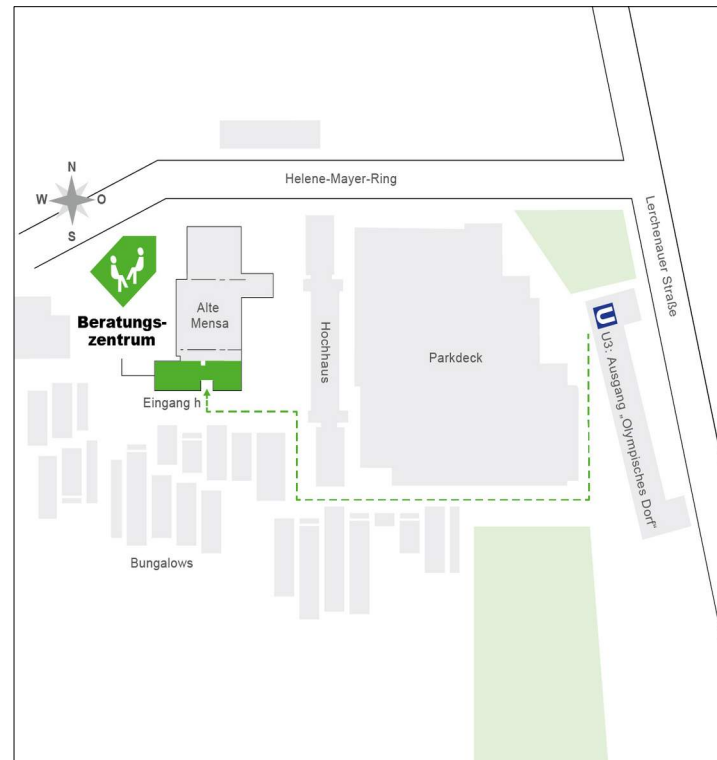 Helene-Mayer-Ring
N
W
O
S
Lerchenauer Straße
Alte
Mensa
Beratungs-
zentrum
Hochhaus
Parkdeck
U
U3: Ausgang „Olympisches Dorf“
Eingang h
Bungalows